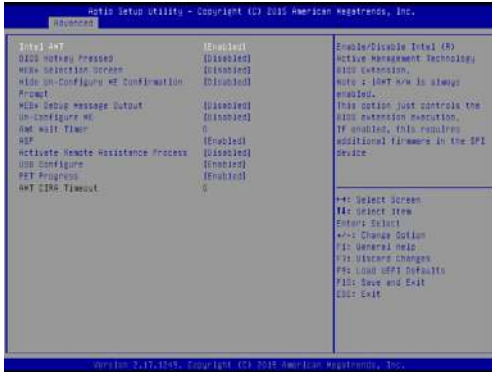 Aptio Setup Utility - Copyright (C) 2015 American Megatrends, Inc.
Advanced
Intel AMT [Enabled]
BIOS Hotkey Pressed [Disabled]
MEBx Selection Screen [Disabled]
Hide Un-Configure ME Confirmation [Disabled]
Prompt
MEBx Debug Message Output [Disabled]
Un-Configure ME [Disabled]
Amt Wait Timer 0
ASF [Enabled]
Activate Remote Assistance Process [Disabled]
USB Configure [Enabled]
PET Progress [Enabled]
AMT CIRA Timeout 0
Enable/Disable Intel (R)
Active Management Technology
BIOS Extension.
Note : iAMT H/W is always
enabled.
This option just controls the
BIOS extension execution.
If enabled, this requires
additional firmware in the SPI
device
→←: Select Screen
↑↓: Select Item
Enter: Select
+/-: Change Option
F1: General Help
F7: Discard Changes
F9: Load UEFI Defaults
F10: Save and Exit
ESC: Exit
Version 2.17.1249. Copyright (C) 2015 American Megatrends, Inc.